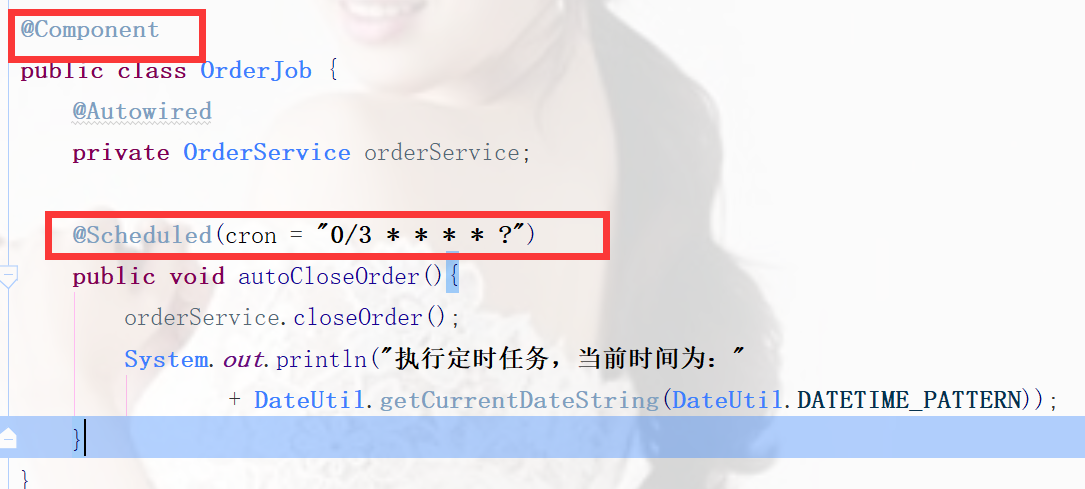 @Component
public class OrderJob {
@Autowired
private OrderService orderService;
@Scheduled(cron = "0/3 * * * * ?")
public void autoCloseOrder(){
orderService.closeOrder();
System.out.println("执行定时任务，当前时间为："
+ DateUtil.getCurrentDateString(DateUtil.DATETIME_PATTERN));
}
}